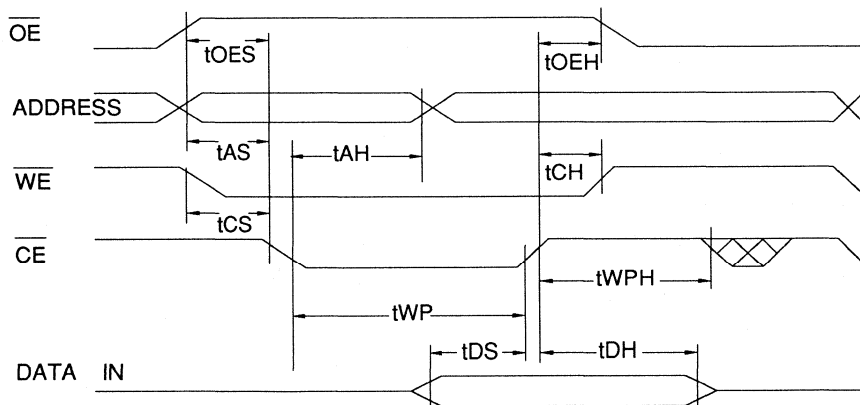 OE
tOES
tOEH
ADDRESS
tAS
tAH
tCH
WE
tCS
CE
tWPH
tWP
tDS
tDH
DATA IN